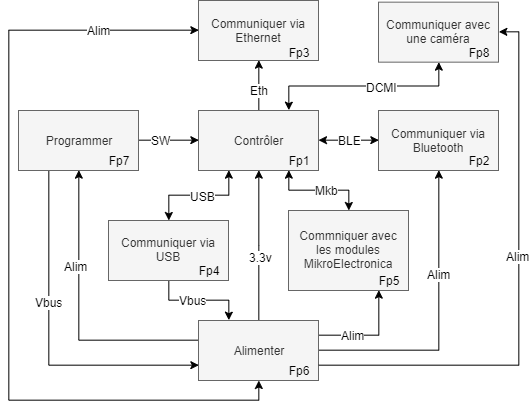 Communiquer via
Ethernet
Fp3
Communiquer avec
une caméra
Fp8
Alim
Eth
DCMI
Programmer
Fp7
SW
Contrôler
Fp1
BLE
Communiquer via
Bluetooth
Fp2
USB
Mkb
Communiquer via
USB
Fp4
Commniquer avec
les modules
MikroElectronica
Fp5
3.3v
Alim
Alim
Alim
Vbus
Vbus
Alim
Alimenter
Fp6